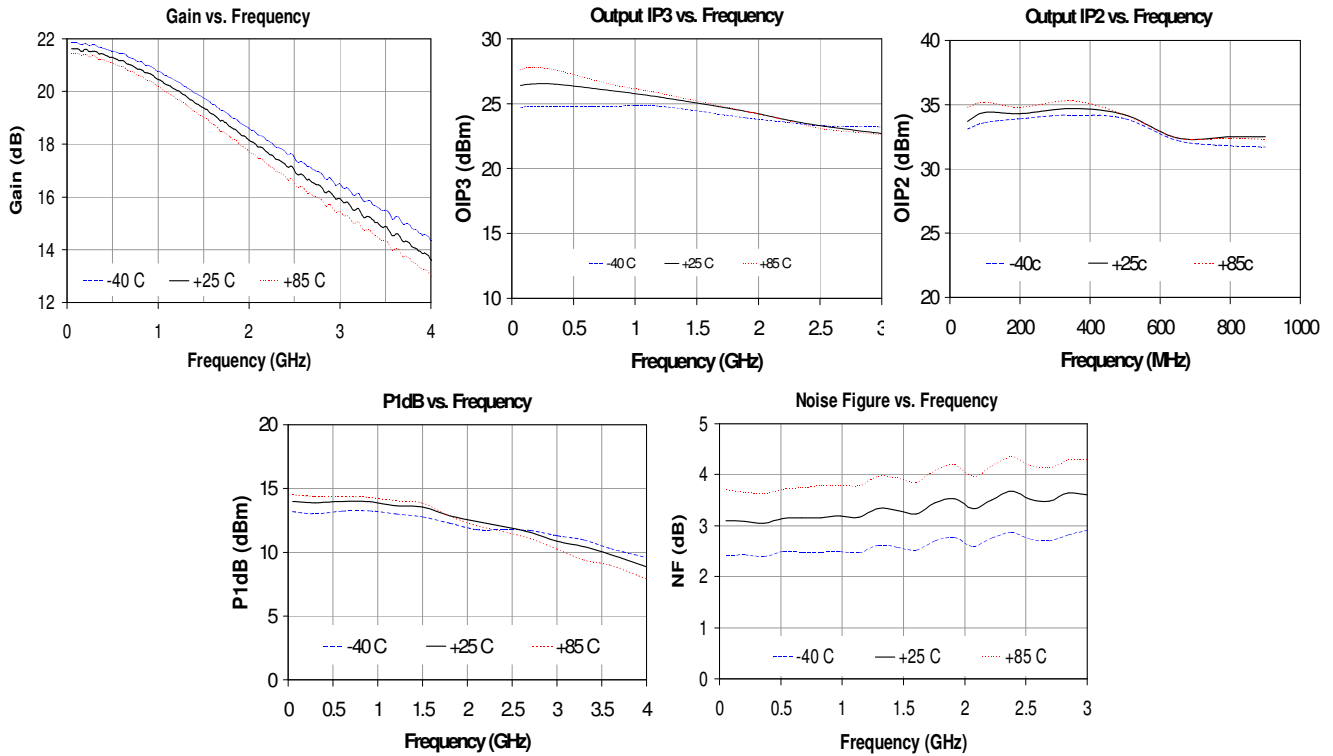 Gain vs. Frequency
Gain (dB)
22
20
18
16
14
12
-40 C +25 C +85 C
0 1 2 3 4
Frequency (GHz)
Output IP3 vs. Frequency
OIP3 (dBm)
30
25
20
15
10
-40 C +25 C +85 C
0 0.5 1 1.5 2 2.5 3
Frequency (GHz)
Output IP2 vs. Frequency
OIP2 (dBm)
40
35
30
25
20
-40c +25c +85c
0 200 400 600 800 1000
Frequency (MHz)
P1dB vs. Frequency
P1dB (dBm)
20
15
10
5
0
-40 C +25 C +85 C
0 0.5 1 1.5 2 2.5 3 3.5 4
Frequency (GHz)
Noise Figure vs. Frequency
NF (dB)
5
4
3
2
1
0
-40 C +25 C +85 C
0 0.5 1 1.5 2 2.5 3
Frequency (GHz)